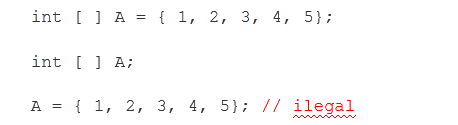 int [ ] A = { 1, 2, 3, 4, 5};
int [ ] A;
A = { 1, 2, 3, 4, 5}; // ilegal